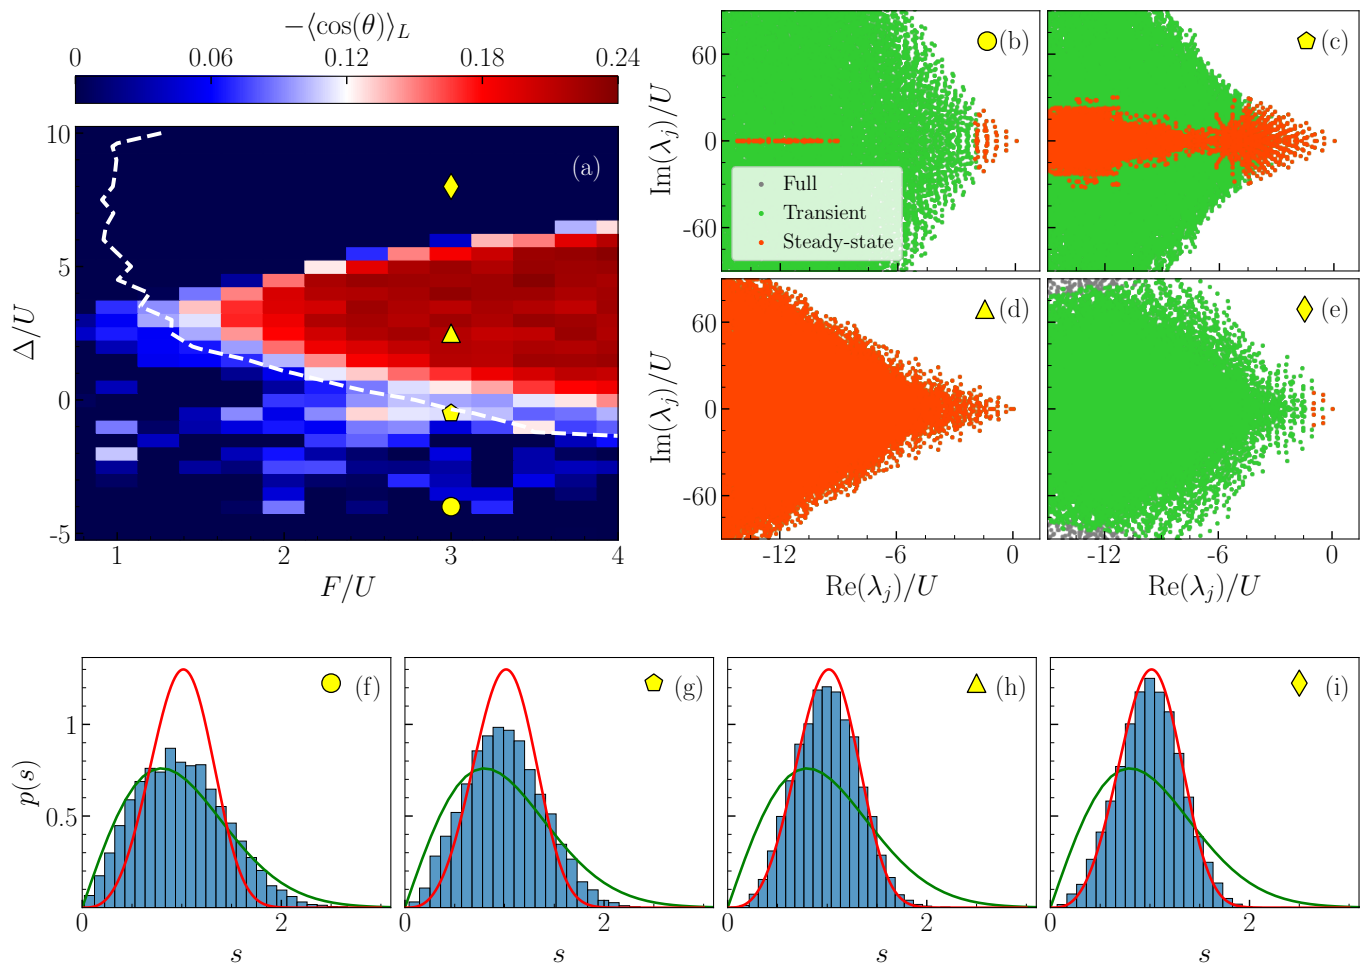 −⟨cos(θ)⟩_L
0 0.06 0.12 0.18 0.24
10
5
0
-5
Δ/U
(a)
1 2 3 4
F/U
Im(λ_j)/U
60
0
-60
(b)
Full
Transient
Steady-state
(c)
Im(λ_j)/U
60
0
-60
(d)
(e)
-12 -6 0
-12 -6 0
Re(λ_j)/U
Re(λ_j)/U
p(s)
1
0.5
(f)
(g)
(h)
(i)
0 2
0 2
0 2
0 2
s
s
s
s